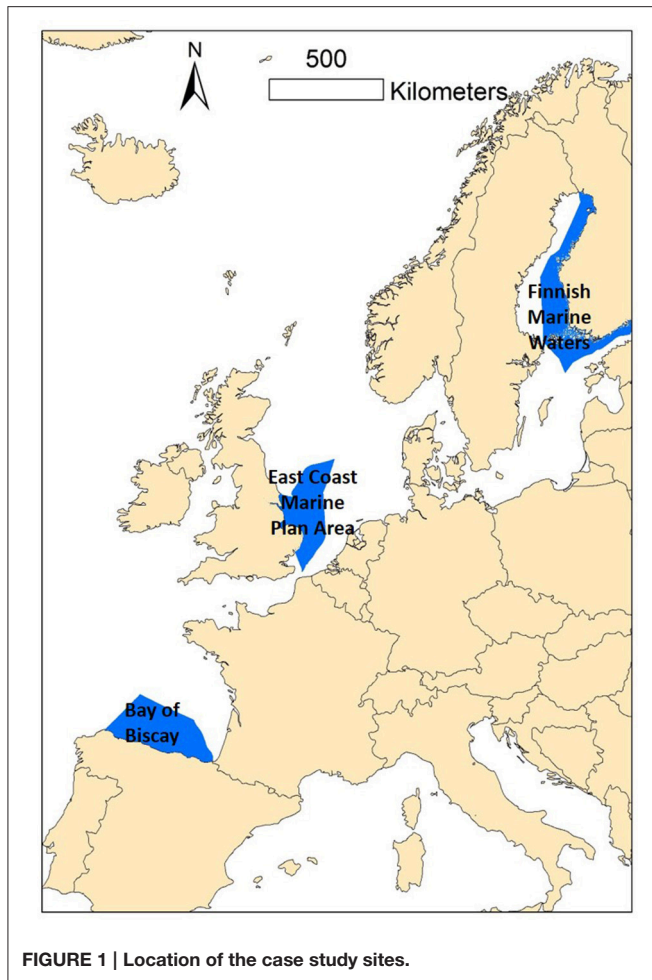 N
500
Kilometers
Finnish
Marine
Waters
East Coast
Marine
Plan Area
Bay of
Biscay
FIGURE 1 | Location of the case study sites.